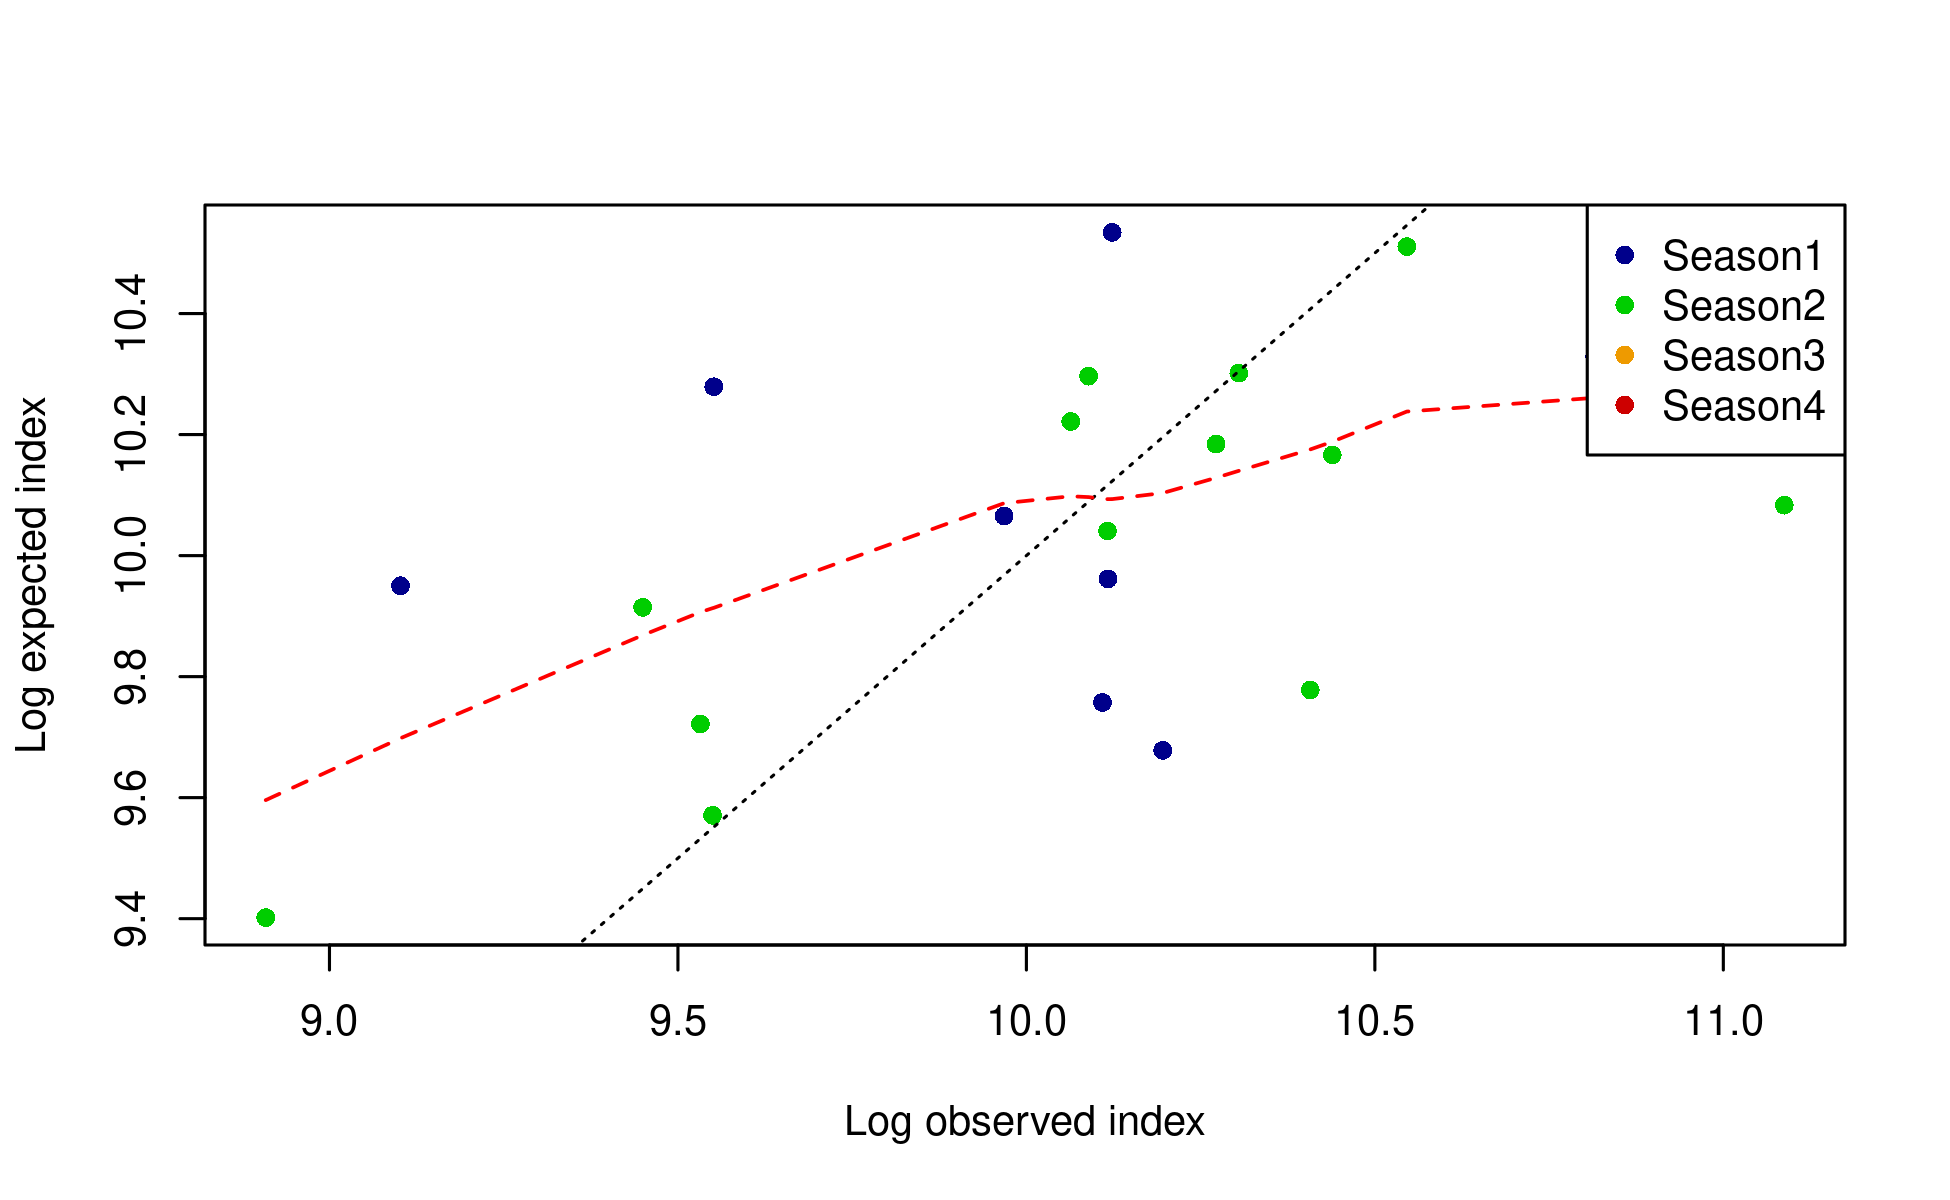 Season1
Season2
Season3
Season4
Log expected index
10.4
10.2
10.0
9.8
9.6
9.4
9.0 9.5 10.0 10.5 11.0
Log observed index